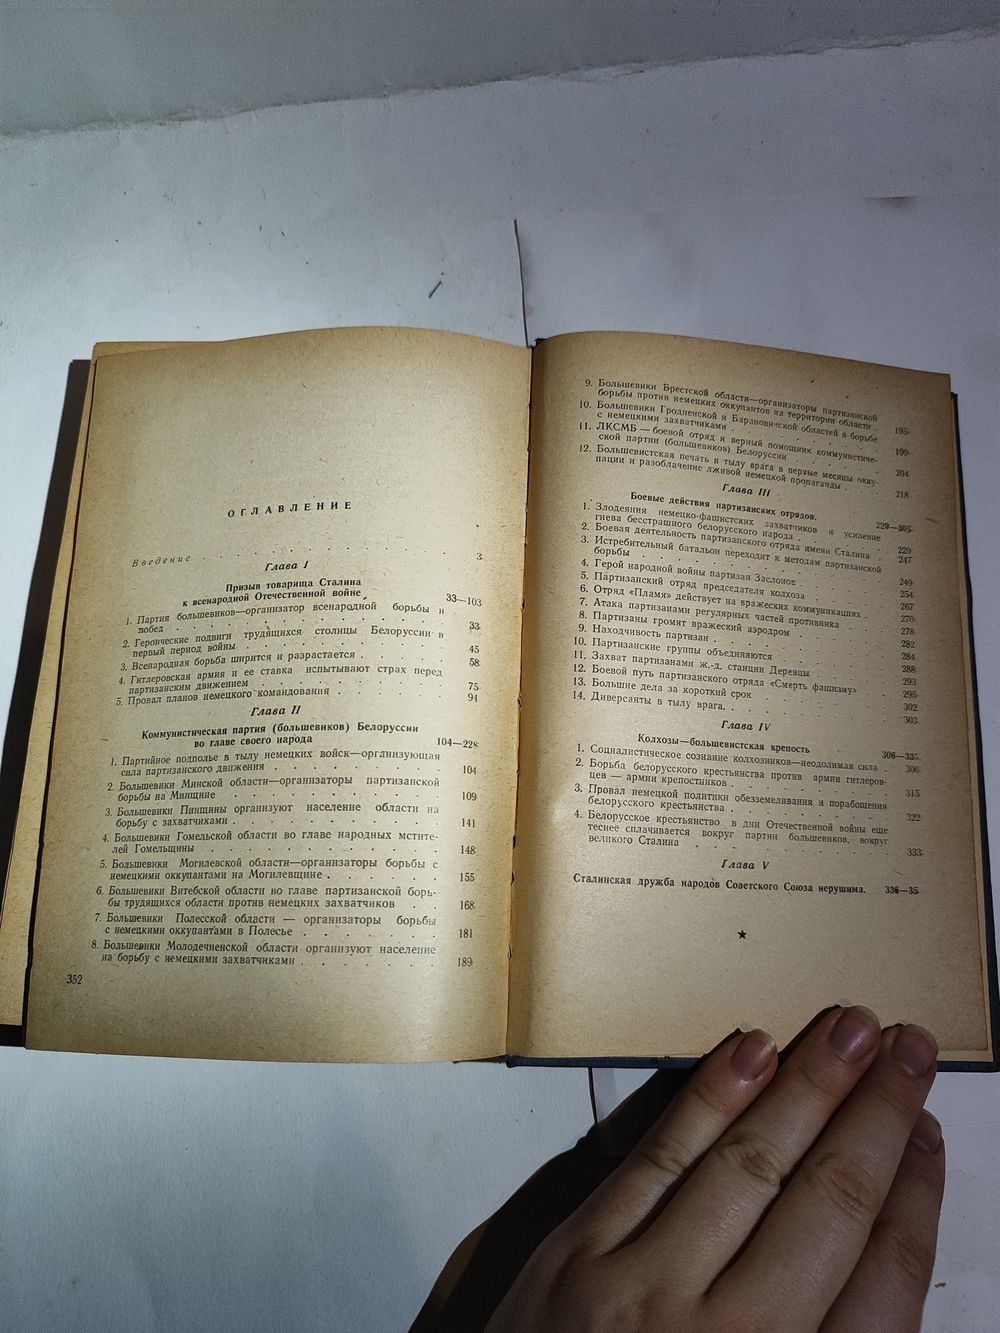 ОГЛАВЛЕНИЕ
Введение . . . . . . . . . . 3
Глава I
Призыв товарища Сталина
к всенародной Отечественной войне 33—103
1. Партия большевиков—организатор всенародной борьбы и
побед . . . . . . . . . . 33
2. Героические подвиги трудящихся столицы Белоруссии в
первый период войны . . . . . . . 45
3. Всенародная борьба ширится и разрастается . . . . 58
4. Гитлеровская армия и ее ставка испытывают страх перед
партизанским движением . . . . . . . 75
5. Провал планов немецкого командования . . . . 94
Глава II
Коммунистическая партия (большевиков) Белоруссии
во главе своего народа 104—228
1. Партийное подполье в тылу немецких войск—организующая
сила партизанского движения . . . . . . 104
2. Большевики Минской области—организаторы партизанской
борьбы на Минщине . . . . . . . 109
3. Большевики Пинщины организуют население области на
борьбу с захватчиками . . . . . . . 141
4. Большевики Гомельской области во главе народных мстите-
лей Гомельщины . . . . . . . . 148
5. Большевики Могилевской области—организаторы борьбы с
немецкими оккупантами на Могилевщине . . . . 155
6. Большевики Витебской области во главе партизанской борь-
бы трудящихся области против немецких захватчиков . . 168
7. Большевики Полесской области — организаторы борьбы
с немецкими оккупантами в Полесье . . . . . 181
8. Большевики Молодечненской области организуют население
на борьбу с немецкими захватчиками . . . . . 189
352
9. Большевики Брестской области—организаторы партизанской
борьбы против немецких оккупантов на территории области . 195
10. Большевики Гродненской и Барановичской областей в борьбе
с немецкими захватчиками . . . . . . . 199
11. ЛКСМБ — боевой отряд и верный помощник коммунистиче-
ской партии (большевиков) Белоруссии . . . . . 204
12. Большевистская печать в тылу врага в первые месяцы окку-
пации и разоблачение лживой немецкой пропаганды . . . 218
Глава III
Боевые действия партизанских отрядов. 229—305
1. Злодеяния немецко-фашистских захватчиков и усиление
гнева бесстрашного белорусского народа . . . . . 229
2. Боевая деятельность партизанского отряда имени Сталина . 247
3. Истребительный батальон переходит к методам партизанской
борьбы . . . . . . . . . . 249
4. Герой народной войны партизан Заслонов . . . . 254
5. Партизанский отряд председателя колхоза . . . . 267
6. Отряд «Пламя» действует на вражеских коммуникациях . . 270
7. Атака партизанами регулярных частей противника . . . 278
8. Партизаны громят вражеский аэродром . . . . . 282
9. Находчивость партизан . . . . . . . 284
10. Партизанские группы объединяются . . . . . 288
11. Захват партизанами ж.-д. станции Деревцы . . . . 293
12. Боевой путь партизанского отряда «Смерть фашизму» . . 295
13. Большие дела за короткий срок . . . . . 302
14. Диверсанты в тылу врага. . . . . . . 303
Глава IV
Колхозы—большевистская крепость 306—335
1. Социалистическое сознание колхозников—неодолимая сила . 306
2. Борьба белорусского крестьянства против армии гитлеров-
цев — армии крепостников . . . . . . . 315
3. Провал немецкой политики обезземеливания и порабощения
белорусского крестьянства . . . . . . . 322
4. Белорусское крестьянство в дни Отечественной войны еще
теснее сплачивается вокруг партии большевиков, вокруг
великого Сталина . . . . . . . . 333
Глава V
Сталинская дружба народов Советского Союза нерушима. 336—35